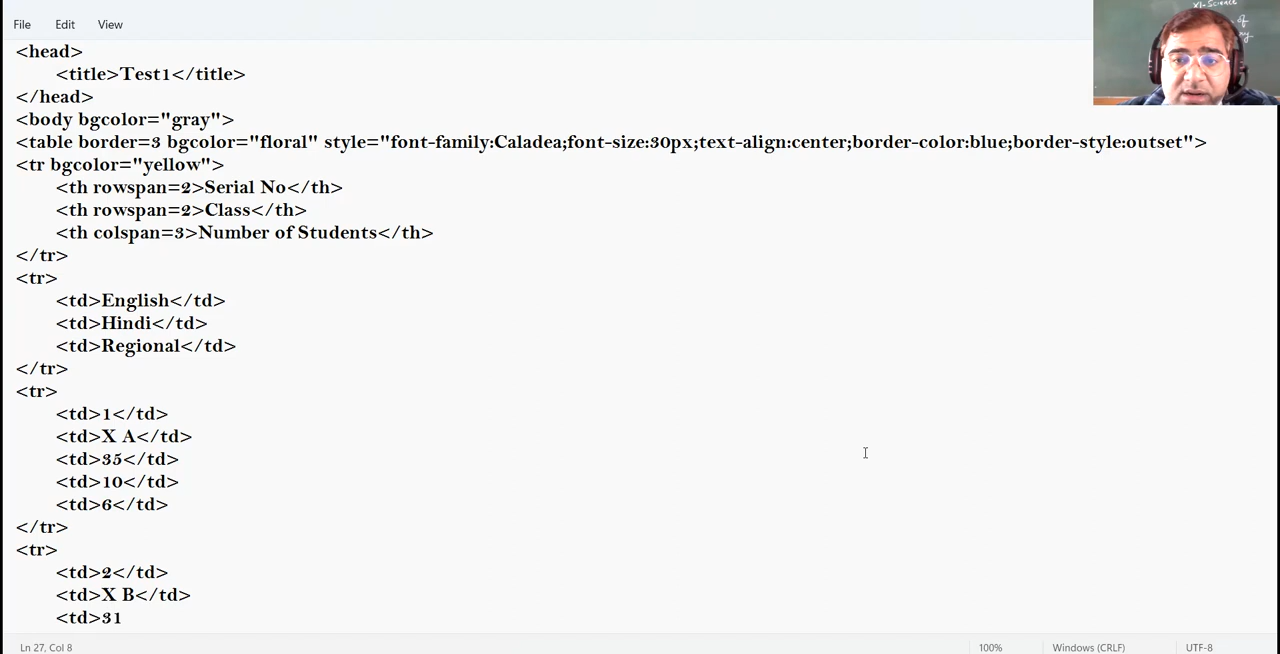 File Edit View
<head>
<title>Test1</title>
</head>
<body bgcolor="gray">
<table border=3 bgcolor="floral" style="font-family:Caladea;font-size:30px;text-align:center;border-color:blue;border-style:outset">
<tr bgcolor="yellow">
<th rowspan=2>Serial No</th>
<th rowspan=2>Class</th>
<th colspan=3>Number of Students</th>
</tr>
<tr>
<td>English</td>
<td>Hindi</td>
<td>Regional</td>
</tr>
<tr>
<td>1</td>
<td>X A</td>
<td>35</td>
<td>10</td>
<td>6</td>
</tr>
<tr>
<td>2</td>
<td>X B</td>
<td>31
Ln 27, Col 8 100% Windows (CRLF) UTF-8
XI-Science
of